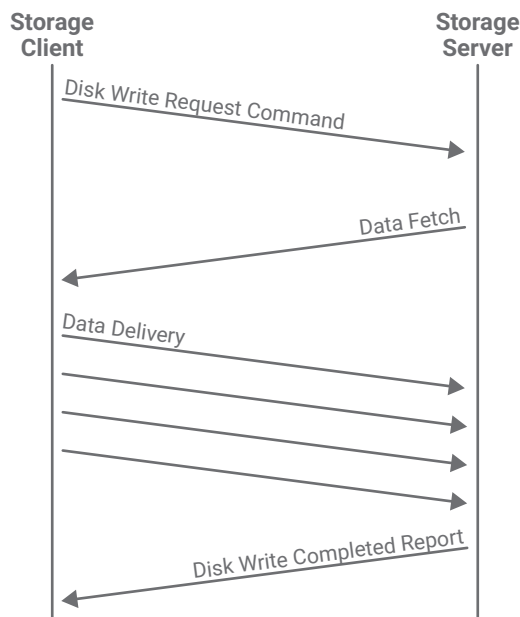 Storage
Client
Storage
Server
Disk Write Request Command
Data Fetch
Data Delivery
Disk Write Completed Report